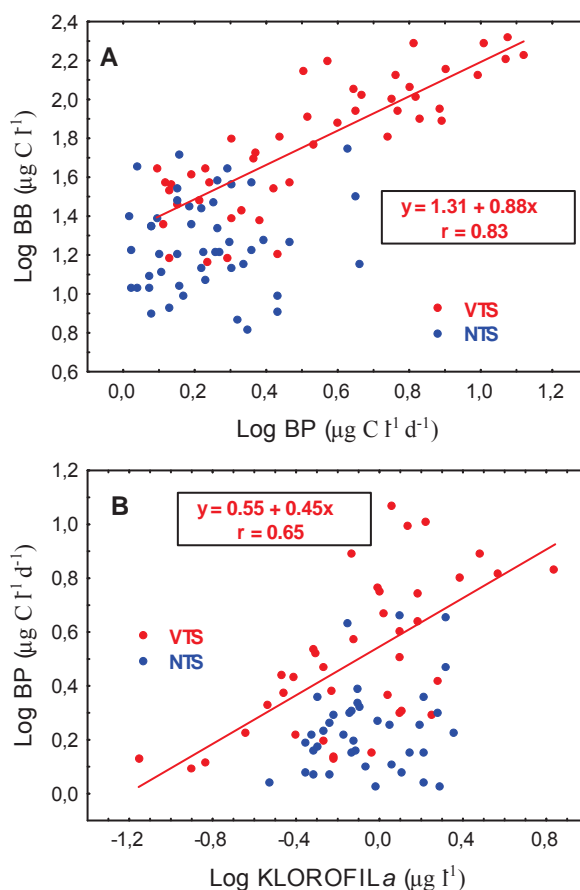 A
2,4
2,2
2,0
1,8
1,6
1,4
1,2
1,0
0,8
0,6
Log BB (µg C l⁻¹)
y = 1.31 + 0.88x
r = 0.83
VTS
NTS
0,0 0,2 0,4 0,6 0,8 1,0 1,2
Log BP (µg C l¹ d⁻¹)
B
1,2
1,0
0,8
0,6
0,4
0,2
0,0
Log BP (µg C l¹ d⁻¹)
y = 0.55 + 0.45x
r = 0.65
VTS
NTS
-1,2 -0,8 -0,4 0,0 0,4 0,8
Log KLOROFILa (µg l¹)